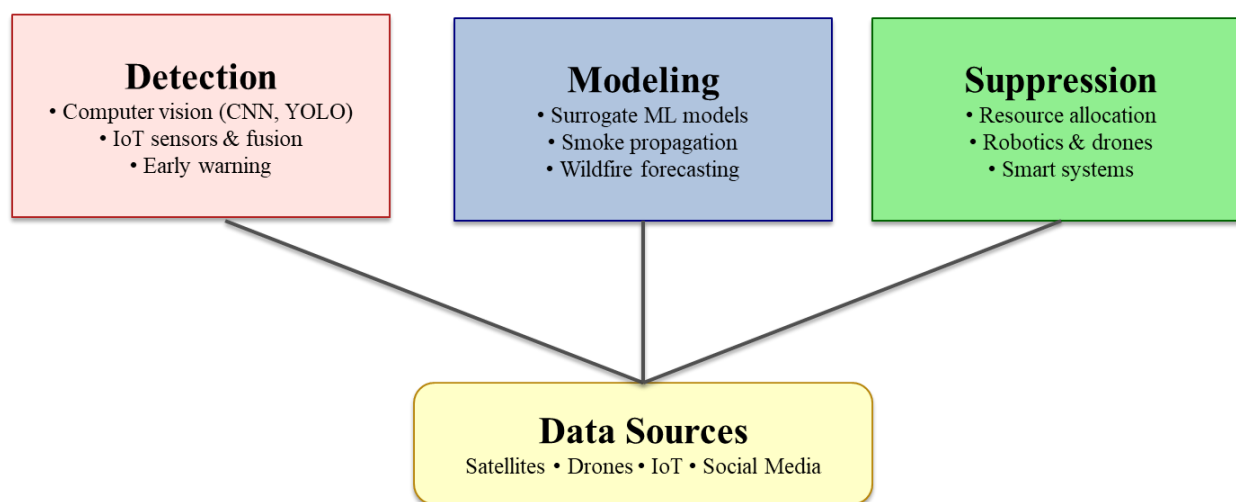 Detection
• Computer vision (CNN, YOLO)
• IoT sensors & fusion
• Early warning
Modeling
• Surrogate ML models
• Smoke propagation
• Wildfire forecasting
Suppression
• Resource allocation
• Robotics & drones
• Smart systems
Data Sources
Satellites • Drones • IoT • Social Media